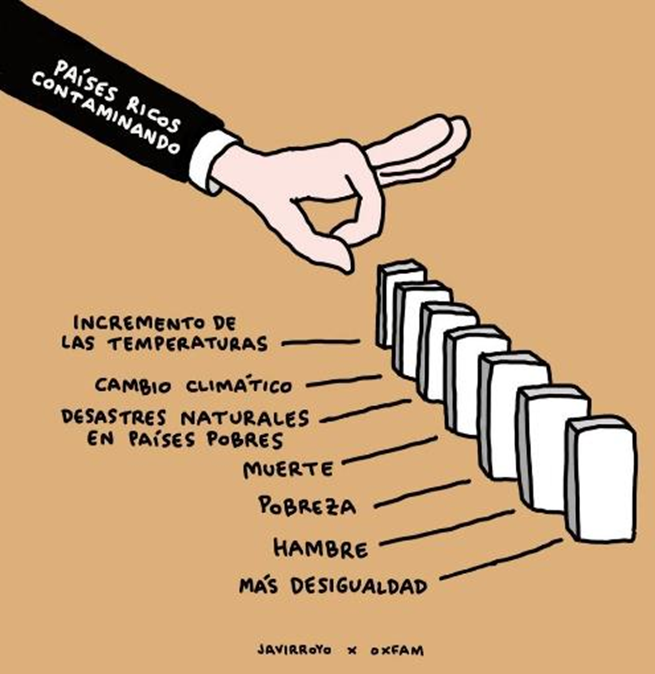 PAÍSES RICOS
CONTAMINANDO
INCREMENTO DE
LAS TEMPERATURAS
CAMBIO CLIMÁTICO
DESASTRES NATURALES
EN PAÍSES POBRES
MUERTE
POBREZA
HAMBRE
MÁS DESIGUALDAD
JAVIRROYO x OXFAM